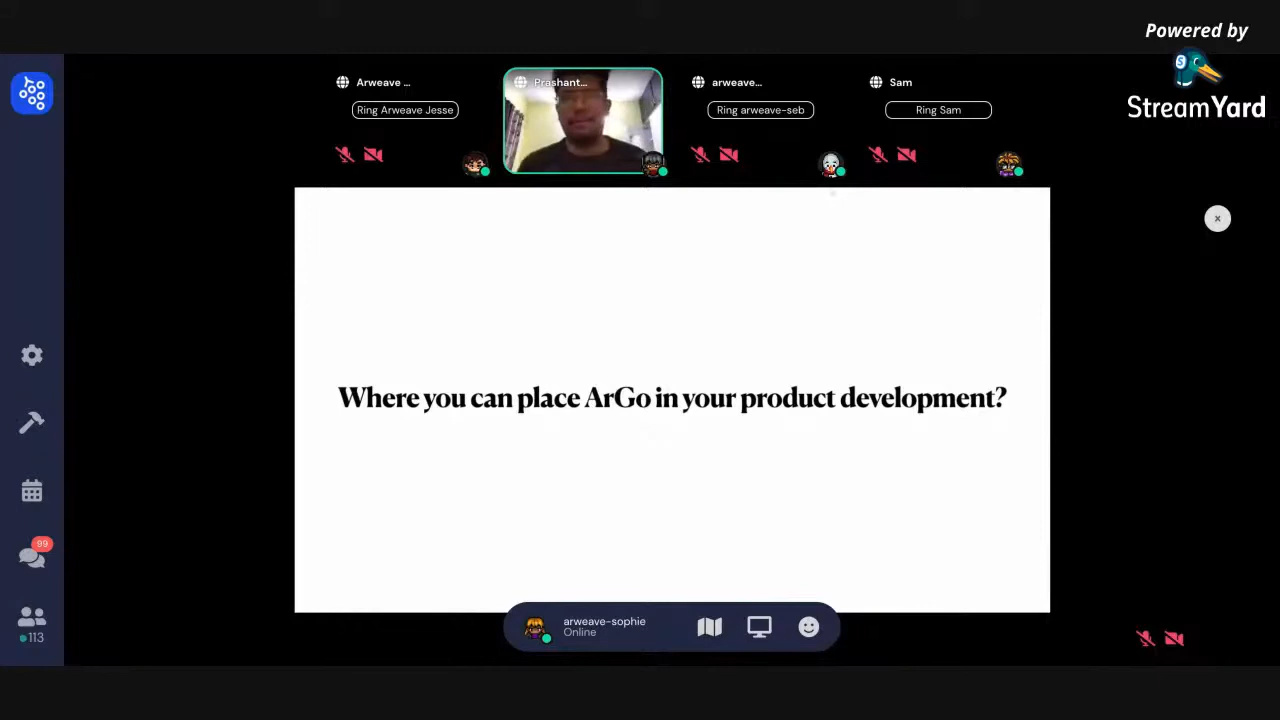 Powered by
StreamYard
Arweave ...
Ring Arweave Jesse
Prashant...
arweave...
Ring arweave-seb
Sam
Ring Sam
×
Where you can place ArGo in your product development?
99
113
arweave-sophie
Online